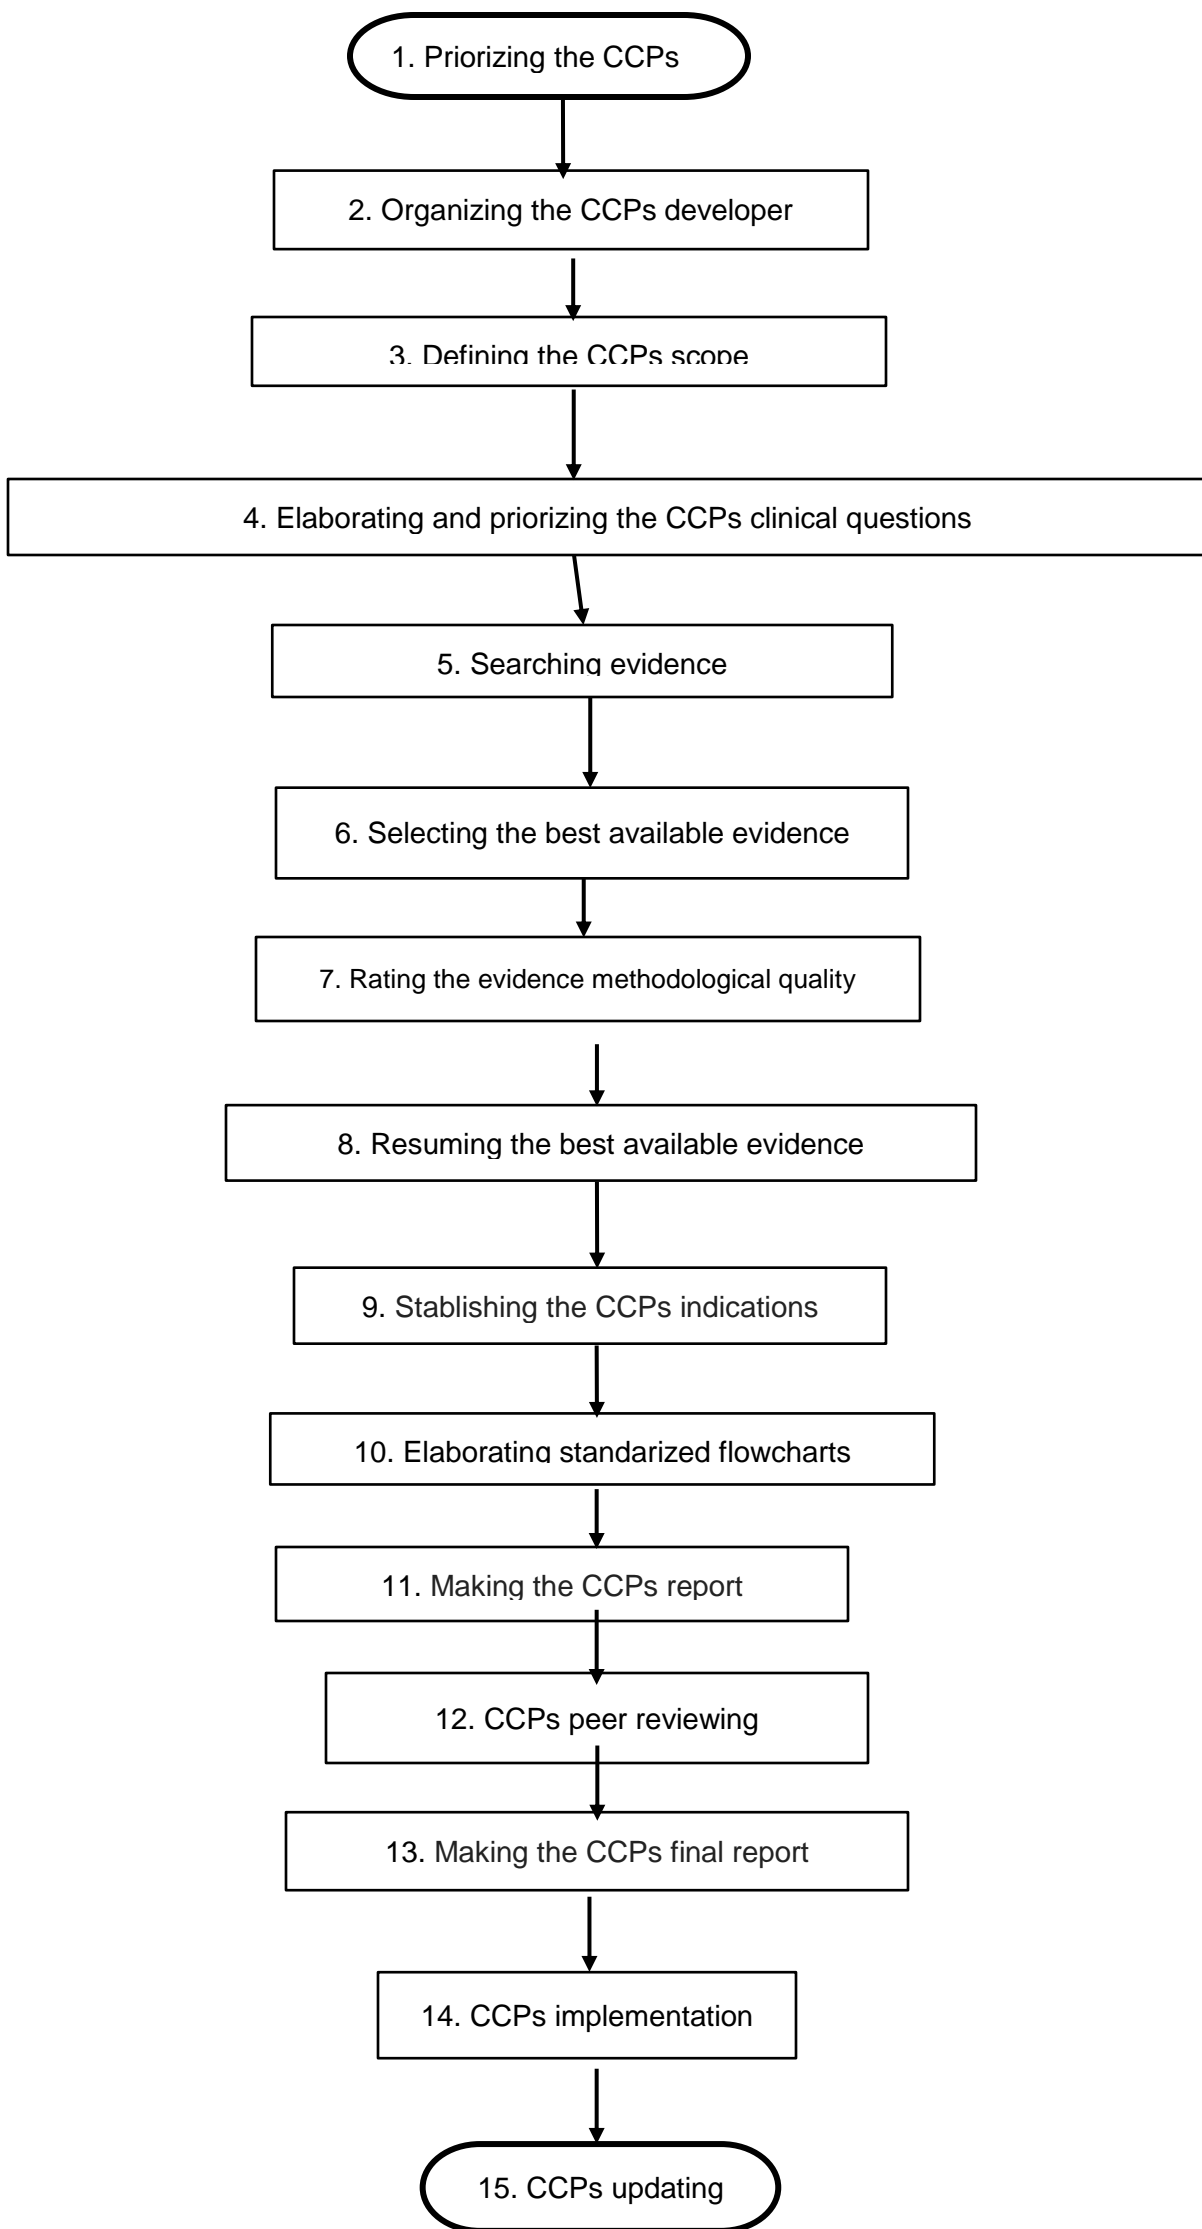 1. Priorizing the CCPs
2. Organizing the CCPs developer
3. Defining the CCPs scope
4. Elaborating and priorizing the CCPs clinical questions
5. Searching evidence
6. Selecting the best available evidence
7. Rating the evidence methodological quality
8. Resuming the best available evidence
9. Stablishing the CCPs indications
10. Elaborating standarized flowcharts
11. Making the CCPs report
12. CCPs peer reviewing
13. Making the CCPs final report
14. CCPs implementation
15. CCPs updating